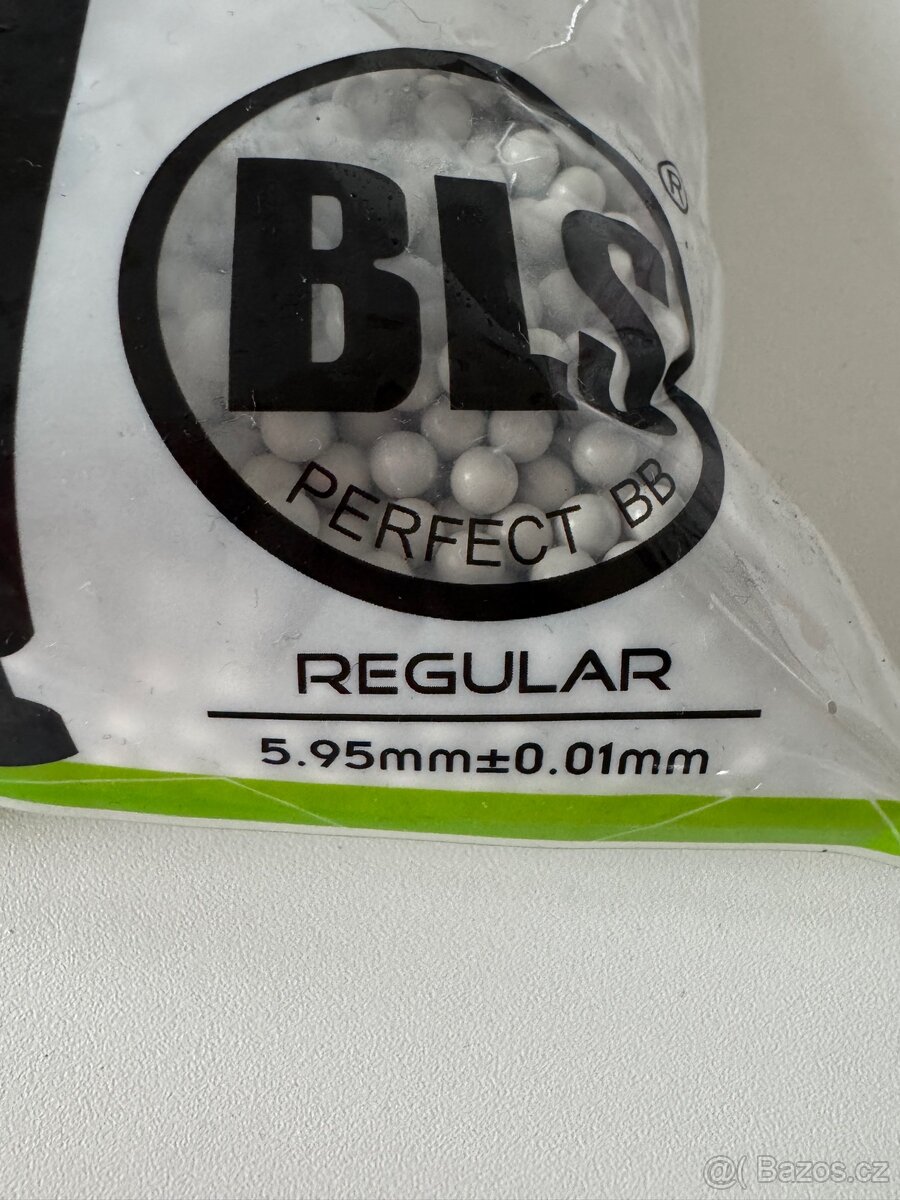 BLS®
PERFECT BB
REGULAR
5.95mm±0.01mm
@( Bazos.cz